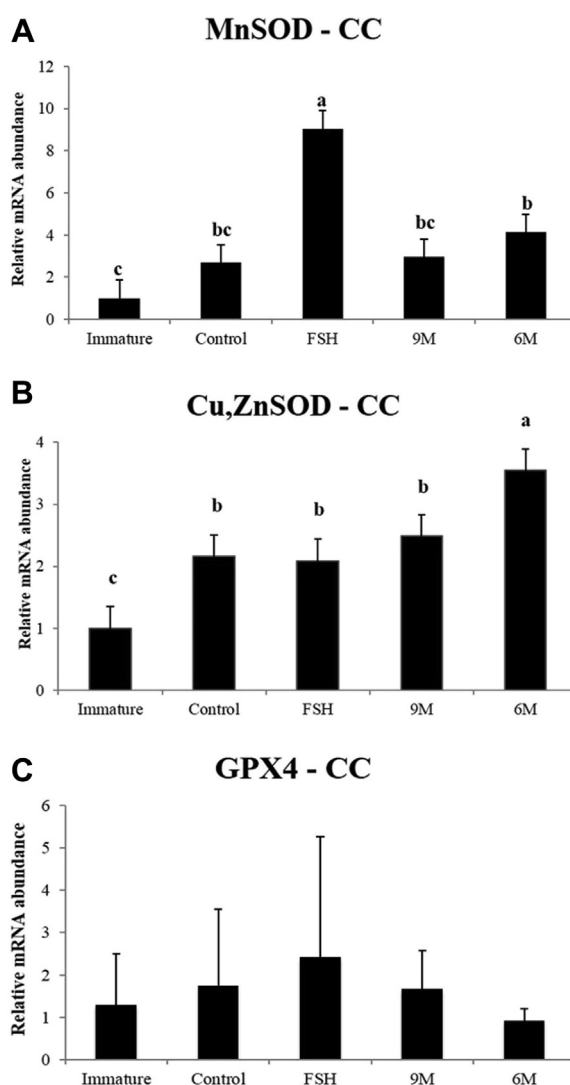 A
MnSOD - CC
Relative mRNA abundance
12
10
8
6
4
2
0
c
bc
a
bc
b
Immature Control FSH 9M 6M
B
Cu,ZnSOD - CC
Relative mRNA abundance
4
3
2
1
0
c
b
b
b
a
Immature Control FSH 9M 6M
C
GPX4 - CC
Relative mRNA abundance
6
5
4
3
2
1
0
Immature Control FSH 9M 6M